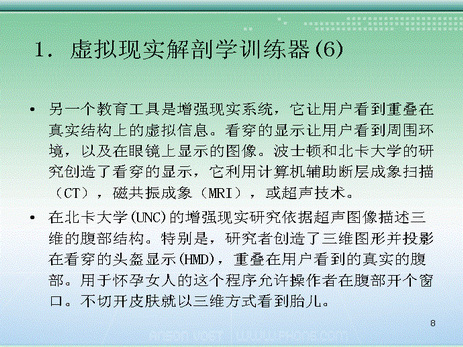 1. 虚拟现实解剖学训练器(6)
• 另一个教育工具是增强现实系统，它让用户看到重叠在
真实结构上的虚拟信息。看穿的显示让用户看到周围环
境，以及在眼镜上显示的图像。波士顿和北卡大学的研
究创造了看穿的显示，它利用计算机辅助断层成象扫描
（CT），磁共振成象（MRI），或超声技术。
• 在北卡大学(UNC)的增强现实研究依据超声图像描述三
维的腹部结构。特别是，研究者创造了三维图形并投影
在看穿的头盔显示(HMD)，重叠在用户看到的真实的腹
部。用于怀孕女人的这个程序允许操作者在腹部开个窗
口。不切开皮肤就以三维方式看到胎儿。
8